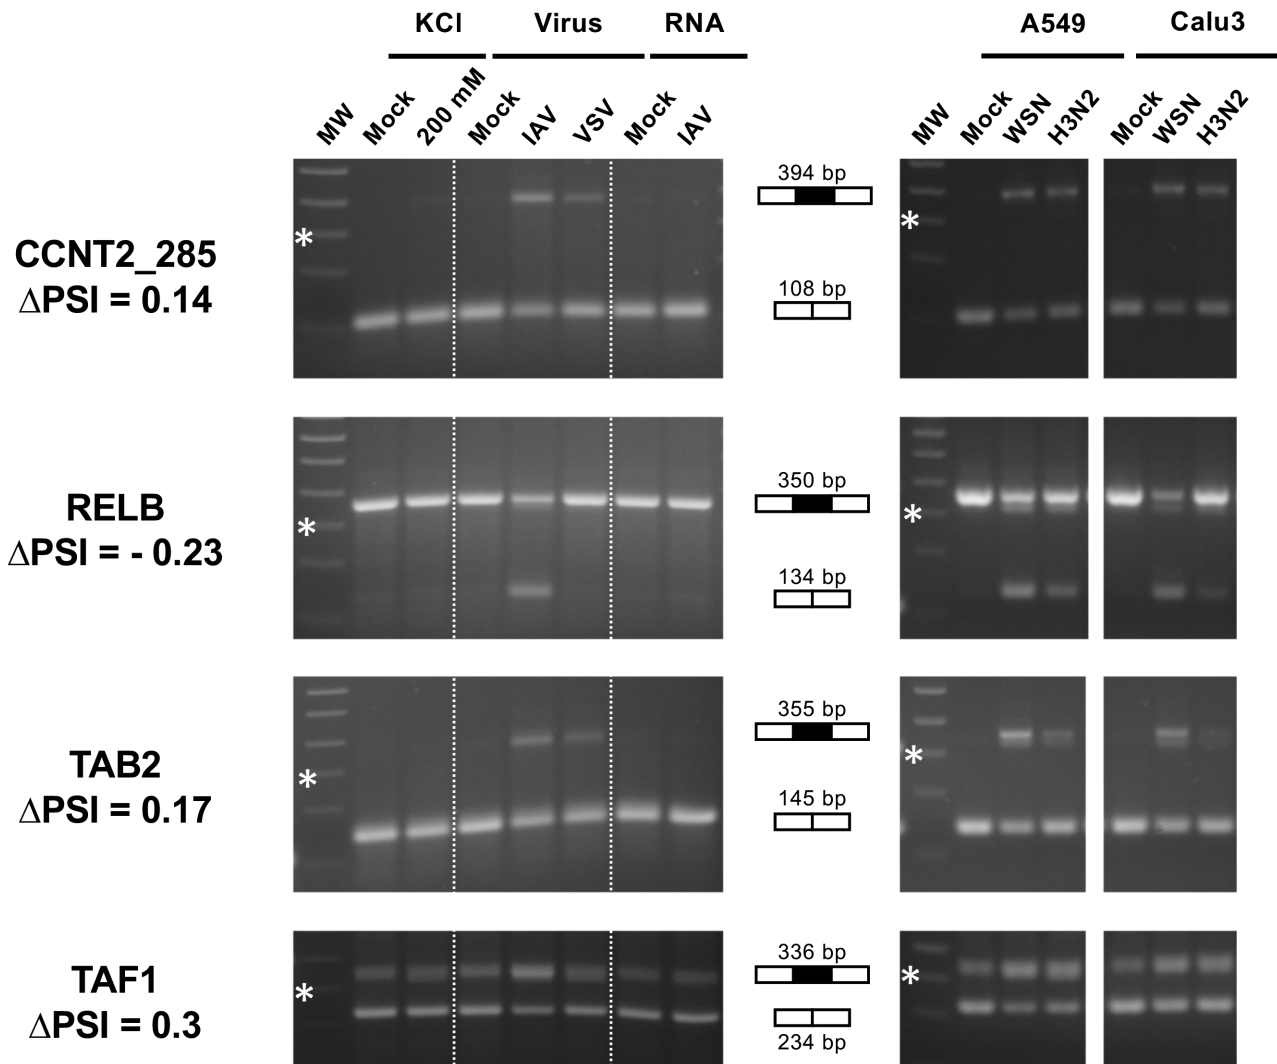 KCl Virus RNA A549 Calu3
MW Mock 200 mM Mock IAV VSV Mock IAV MW Mock WSN H3N2 Mock WSN H3N2
394 bp
*
*
CCNT2_285
ΔPSI = 0.14
108 bp
350 bp
RELB
ΔPSI = - 0.23
*
*
134 bp
355 bp
TAB2
ΔPSI = 0.17
*
*
145 bp
336 bp
TAF1
ΔPSI = 0.3
*
*
234 bp